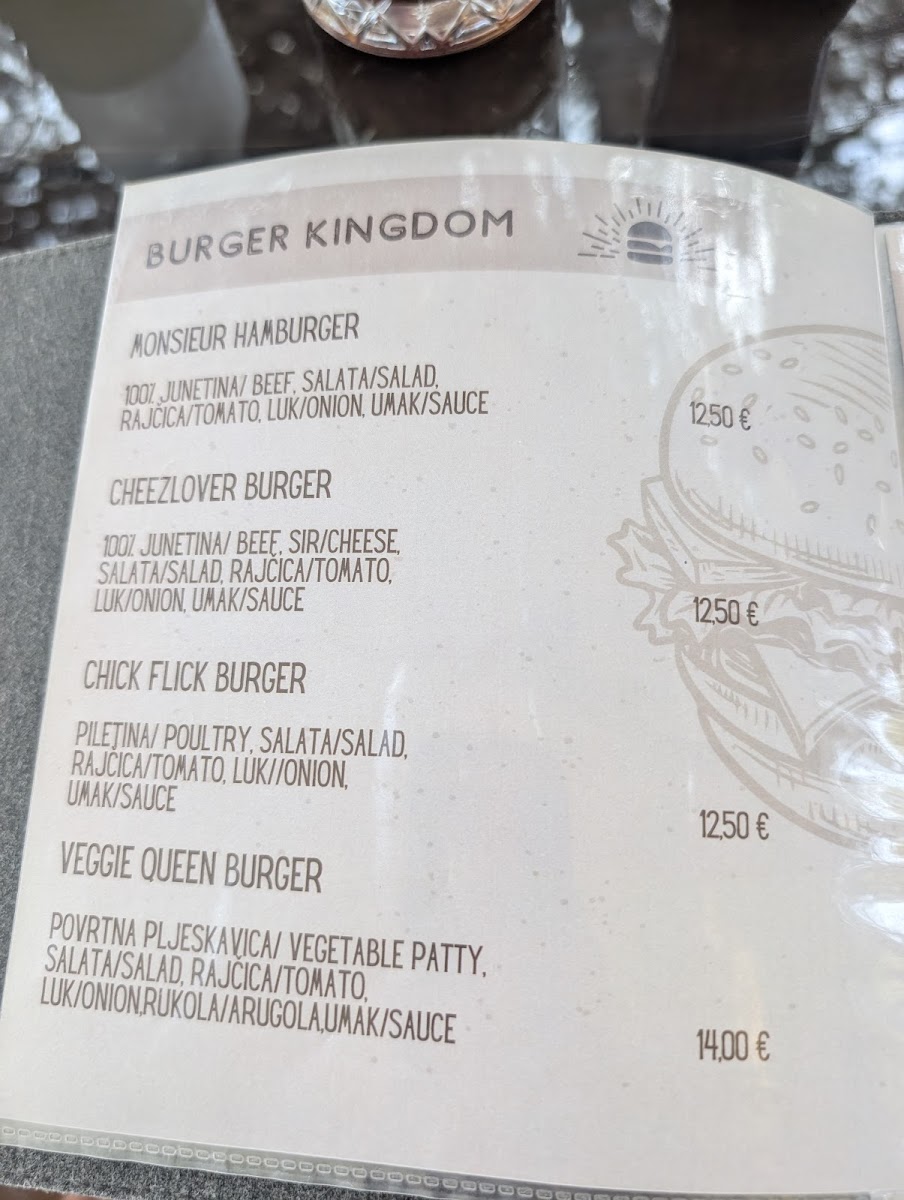 BURGER KINGDOM
MONSIEUR HAMBURGER
100% JUNETINA/ BEEF, SALATA/SALAD,
RAJČICA/TOMATO, LUK/ONION, UMAK/SAUCE
12,50 €
CHEEZLOVER BURGER
100% JUNETINA/ BEEF, SIR/CHEESE,
SALATA/SALAD, RAJČICA/TOMATO,
LUK/ONION, UMAK/SAUCE
12,50 €
CHICK FLICK BURGER
PILETINA/ POULTRY, SALATA/SALAD,
RAJČICA/TOMATO, LUK//ONION,
UMAK/SAUCE
12,50 €
VEGGIE QUEEN BURGER
POVRTNA PLJESKAVICA/ VEGETABLE PATTY,
SALATA/SALAD, RAJČICA/TOMATO,
LUK/ONION,RUKOLA/ARUGOLA,UMAK/SAUCE
14,00 €